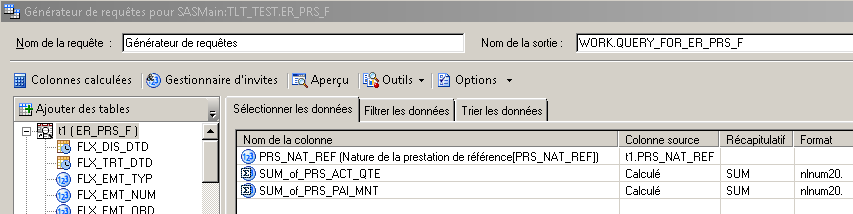 Générateur de requêtes pour SASMain:TLT_TEST.ER_PRS_F
Nom de la requête : Générateur de requêtes Nom de la sortie : WORK.QUERY_FOR_ER_PRS_F
Colonnes calculées Gestionnaire d'invites Aperçu Outils Options
Ajouter des tables
t1 ( ER_PRS_F )
FLX_DIS_DTD
FLX_TRT_DTD
FLX_EMT_TYP
FLX_EMT_NUM
FLX_EMT_ORD
Sélectionner les données Filtrer les données Trier les données
Nom de la colonne Colonne source Récapitulatif Format
PRS_NAT_REF (Nature de la prestation de référence[PRS_NAT_REF]) t1.PRS_NAT_REF
SUM_of_PRS_ACT_QTE Calculé SUM nlnum20.
SUM_of_PRS_PAI_MNT Calculé SUM nlnum20.